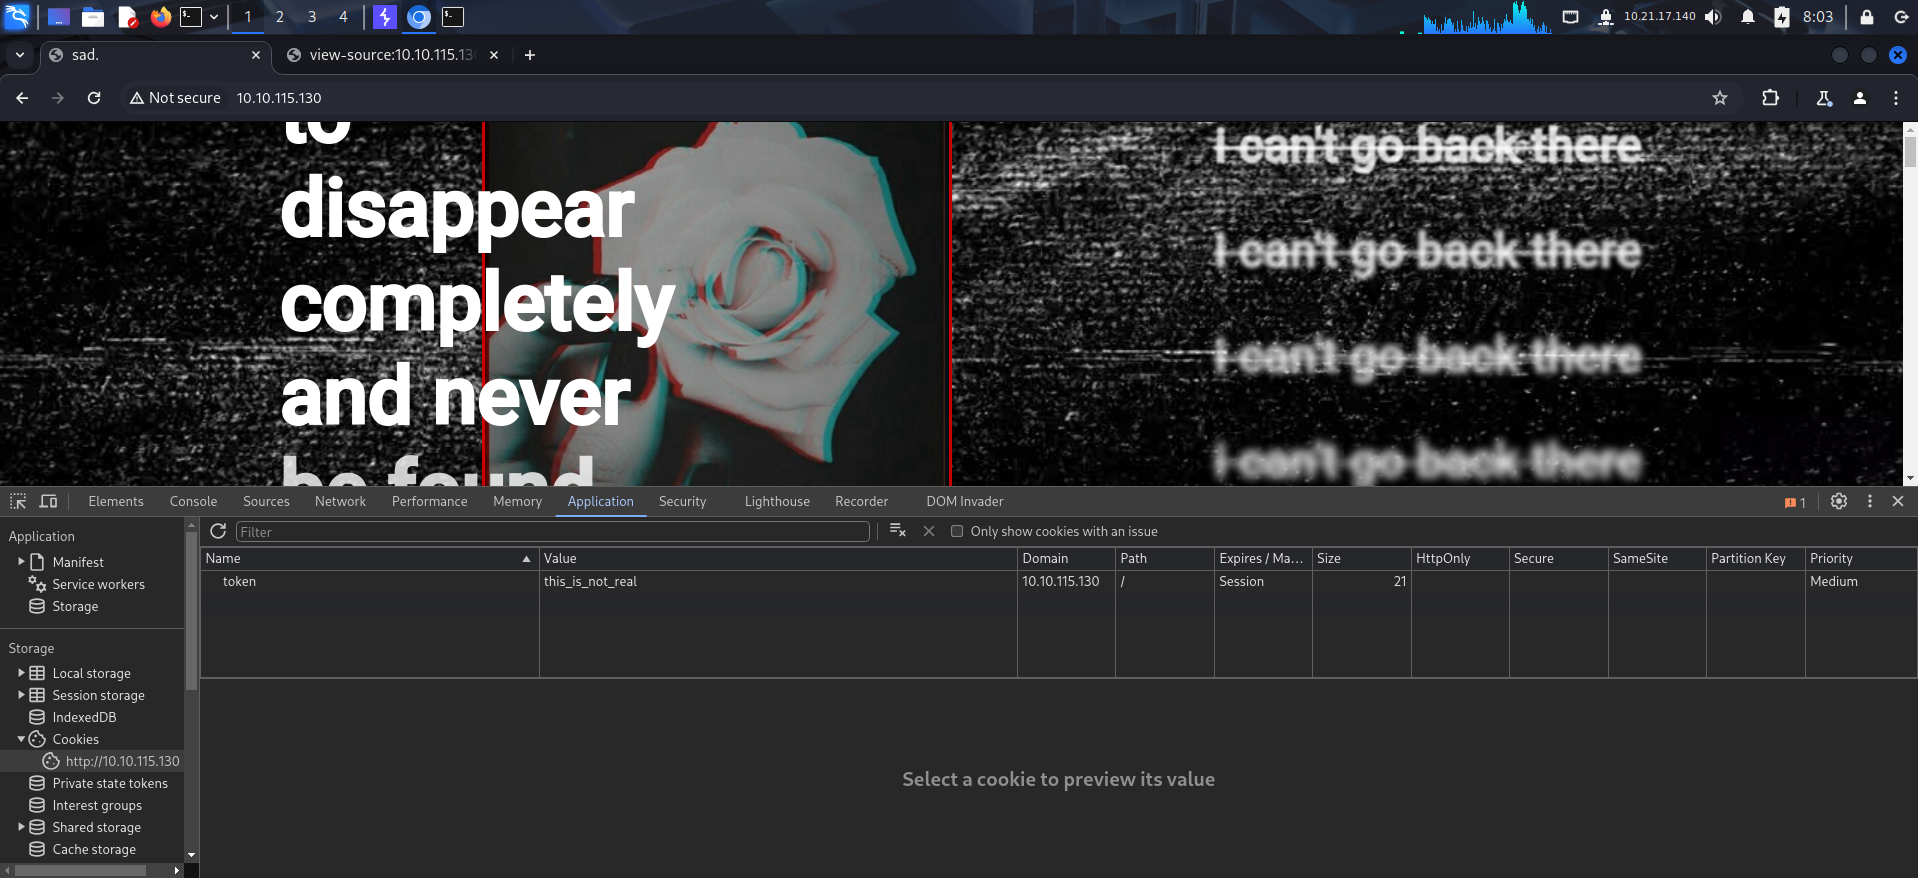 1
2
3
4
10.21.17.140
8:03
sad.
view-source:10.10.115.13
Not secure
10.10.115.130
to
disappear
completely
and never
be found
I can't go back there
I can't go back there
I can't go back there
I can't go back there
Elements
Console
Sources
Network
Performance
Memory
Application
Security
Lighthouse
Recorder
DOM Invader
1
Application
Manifest
Service workers
Storage
Storage
Local storage
Session storage
IndexedDB
Cookies
http://10.10.115.130
Private state tokens
Interest groups
Shared storage
Cache storage
Filter
Only show cookies with an issue
Name Value Domain Path Expires / Ma... Size HttpOnly Secure SameSite Partition Key Priority
token this_is_not_real 10.10.115.130 / Session 21 Medium
Select a cookie to preview its value